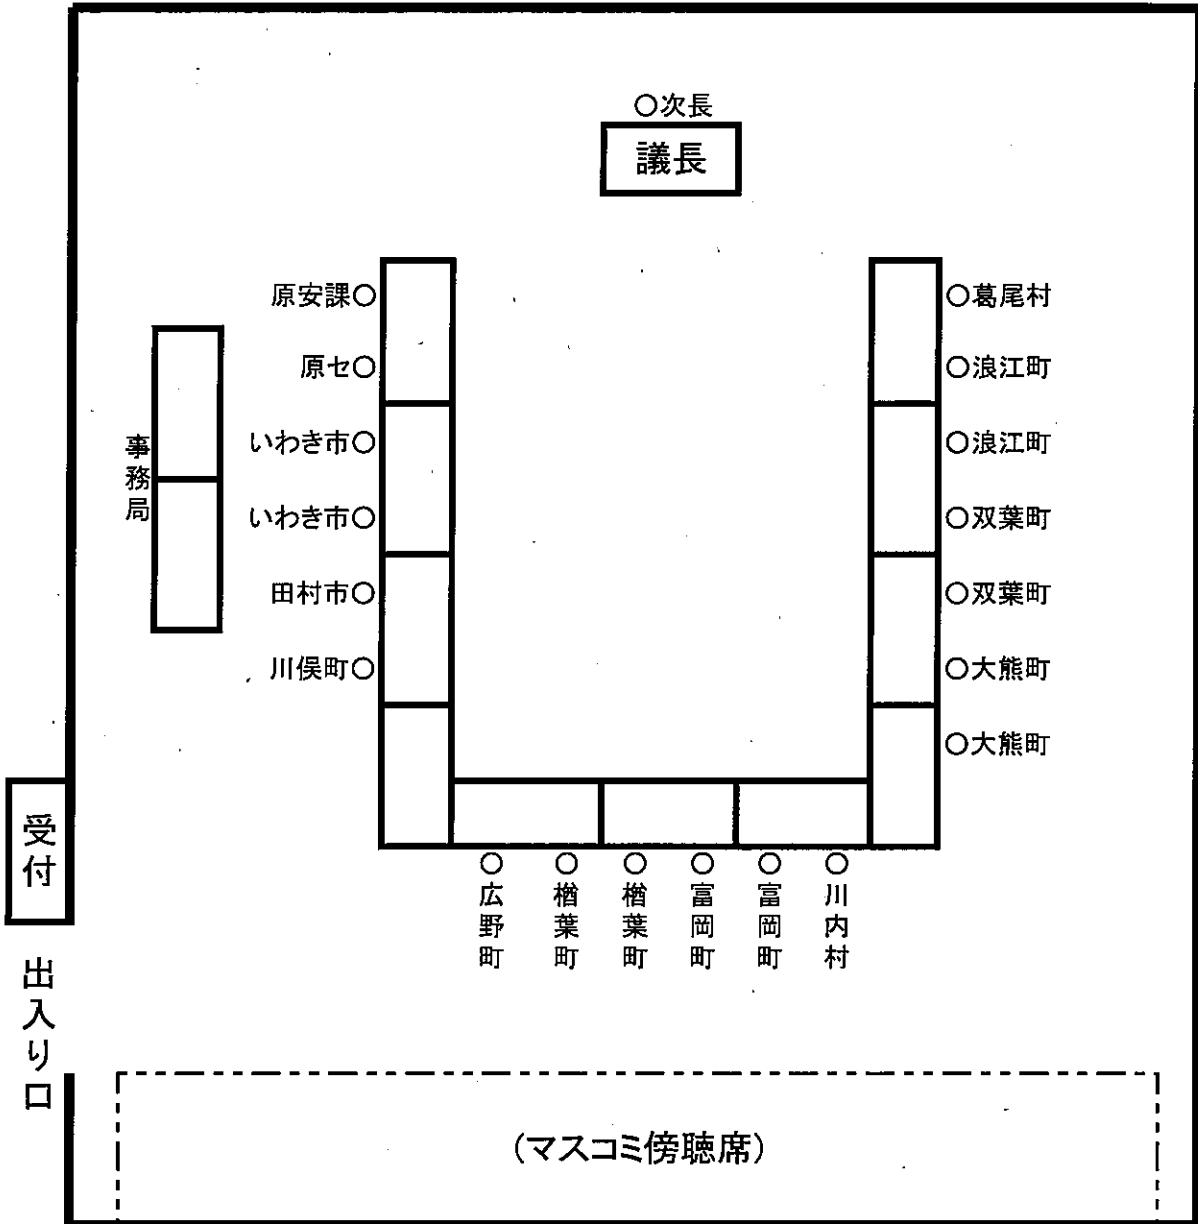 ○次長
議長
原安課○
原セ○
いわき市○
いわき市○
田村市○
川俣町○
事務局
○葛尾村
○浪江町
○浪江町
○双葉町
○双葉町
○大熊町
○大熊町
○広野町
○楢葉町
○楢葉町
○富岡町
○富岡町
○川内村
受付
出入り口
(マスコミ傍聴席)